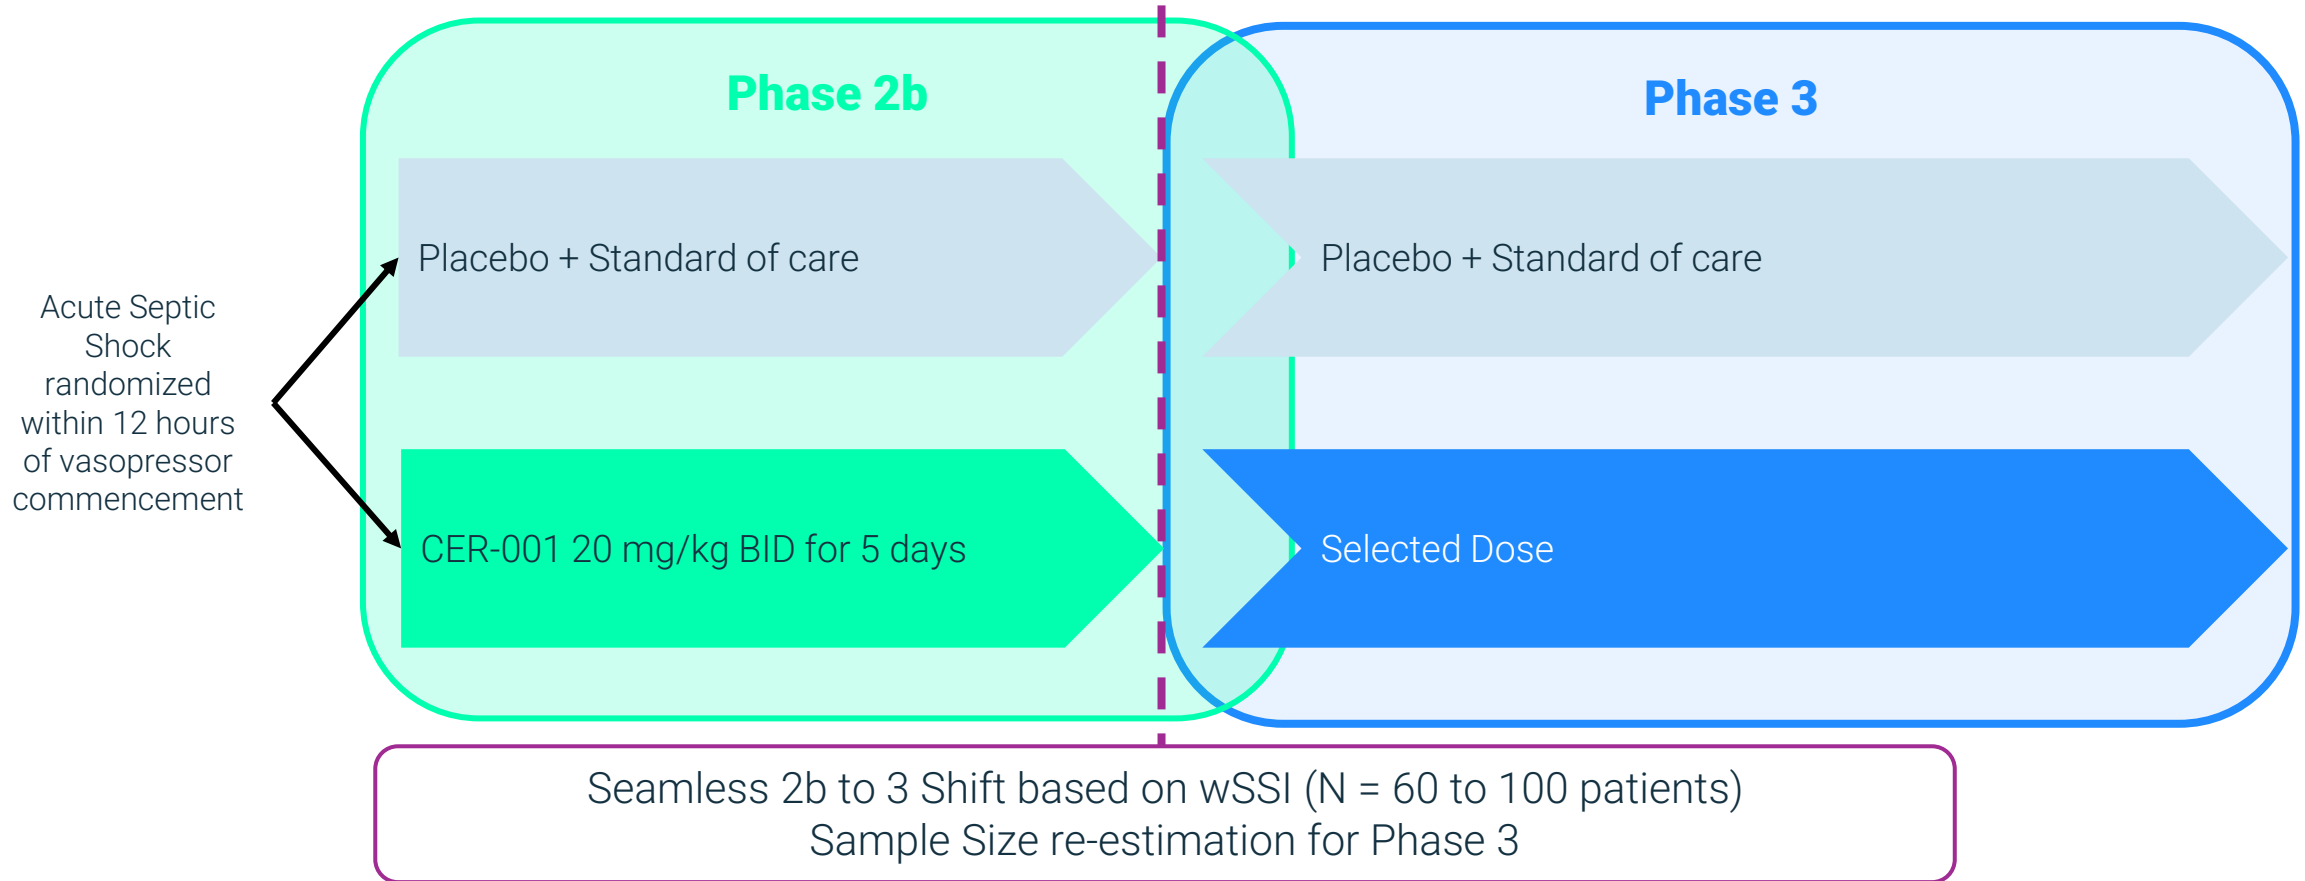 Phase 2b
Phase 3
Placebo + Standard of care
Placebo + Standard of care
Acute Septic
Shock
randomized
within 12 hours
of vasopressor
commencement
CER-001 20 mg/kg BID for 5 days
Selected Dose
Seamless 2b to 3 Shift based on wSSI (N = 60 to 100 patients)
Sample Size re-estimation for Phase 3